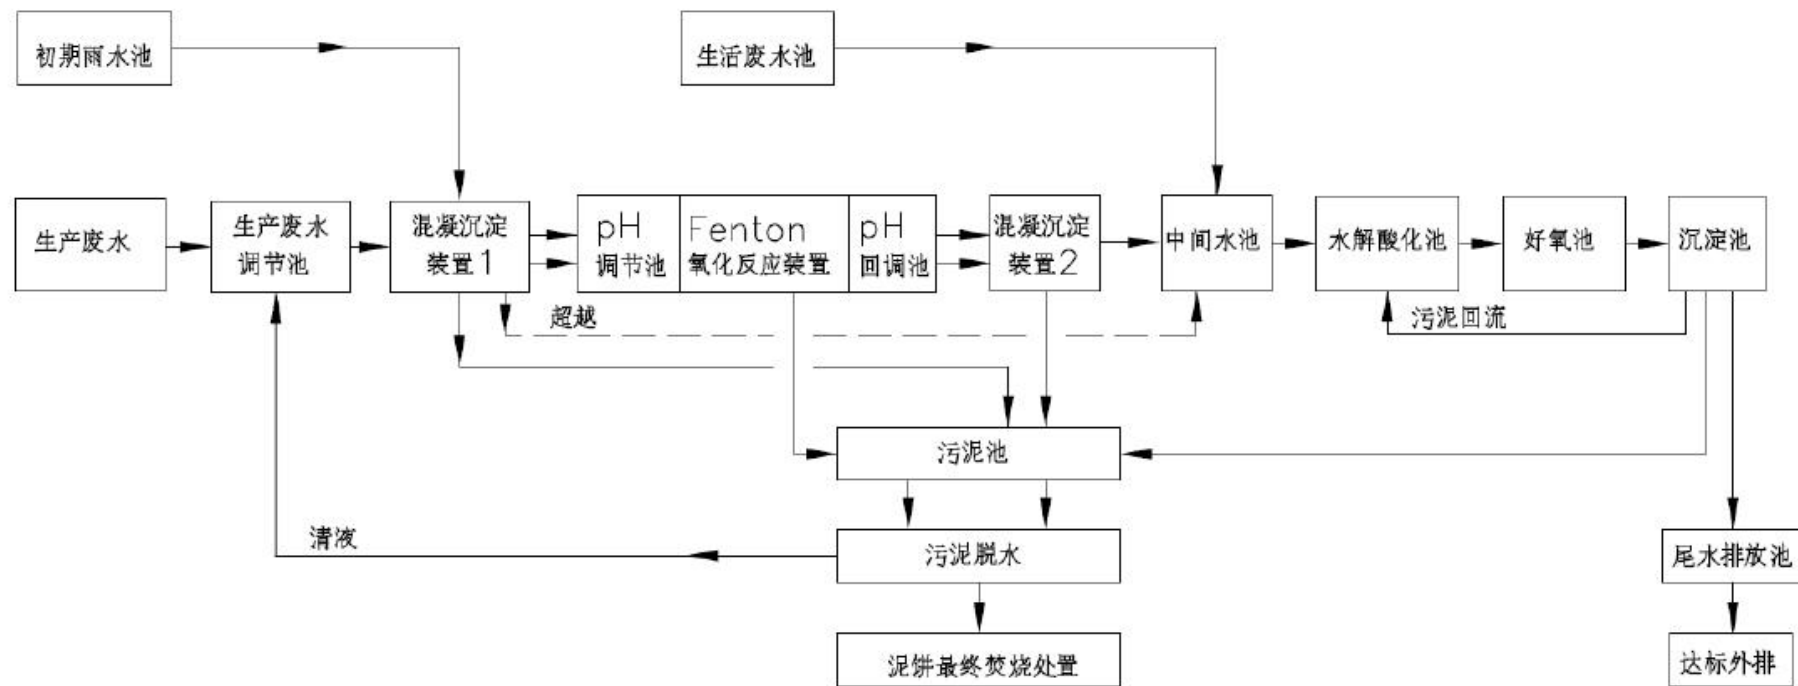 初期雨水池
生活废水池
生产废水
生产废水
调节池
混凝沉淀
装置1
pH
调节池
Fenton
氧化反应装置
pH
回调池
混凝沉淀
装置2
中间水池
水解酸化池
好氧池
沉淀池
超越
污泥回流
污泥池
清液
污泥脱水
尾水排放池
泥饼最终焚烧处置
达标外排